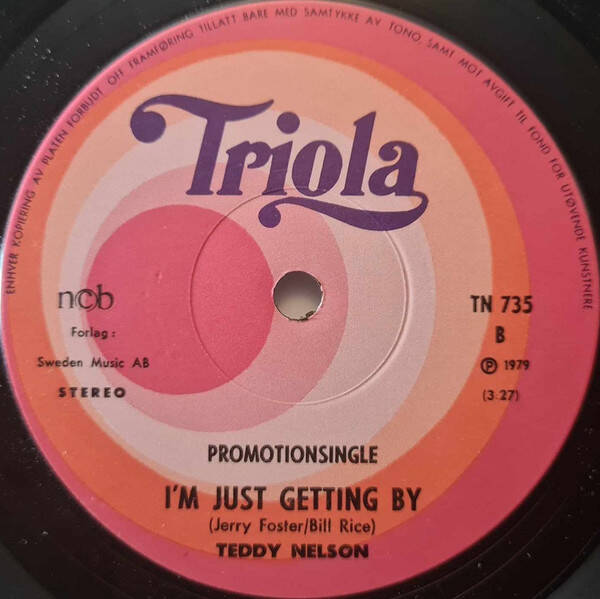 ENHVER KOPIERING AV PLATEN FORBUDT. OFF. FRAMFØRING TILLATT BARE MED SAMTYKKE AV TONO, SAMT MOT AVGIFT TIL FOND FOR UTØVENDE KUNSTNERE
Triola
ncb
Forlag:
Sweden Music AB
STEREO
TN 735
B
Ⓟ 1979
(3.27)
PROMOTIONSINGLE
I'M JUST GETTING BY
(Jerry Foster/Bill Rice)
TEDDY NELSON